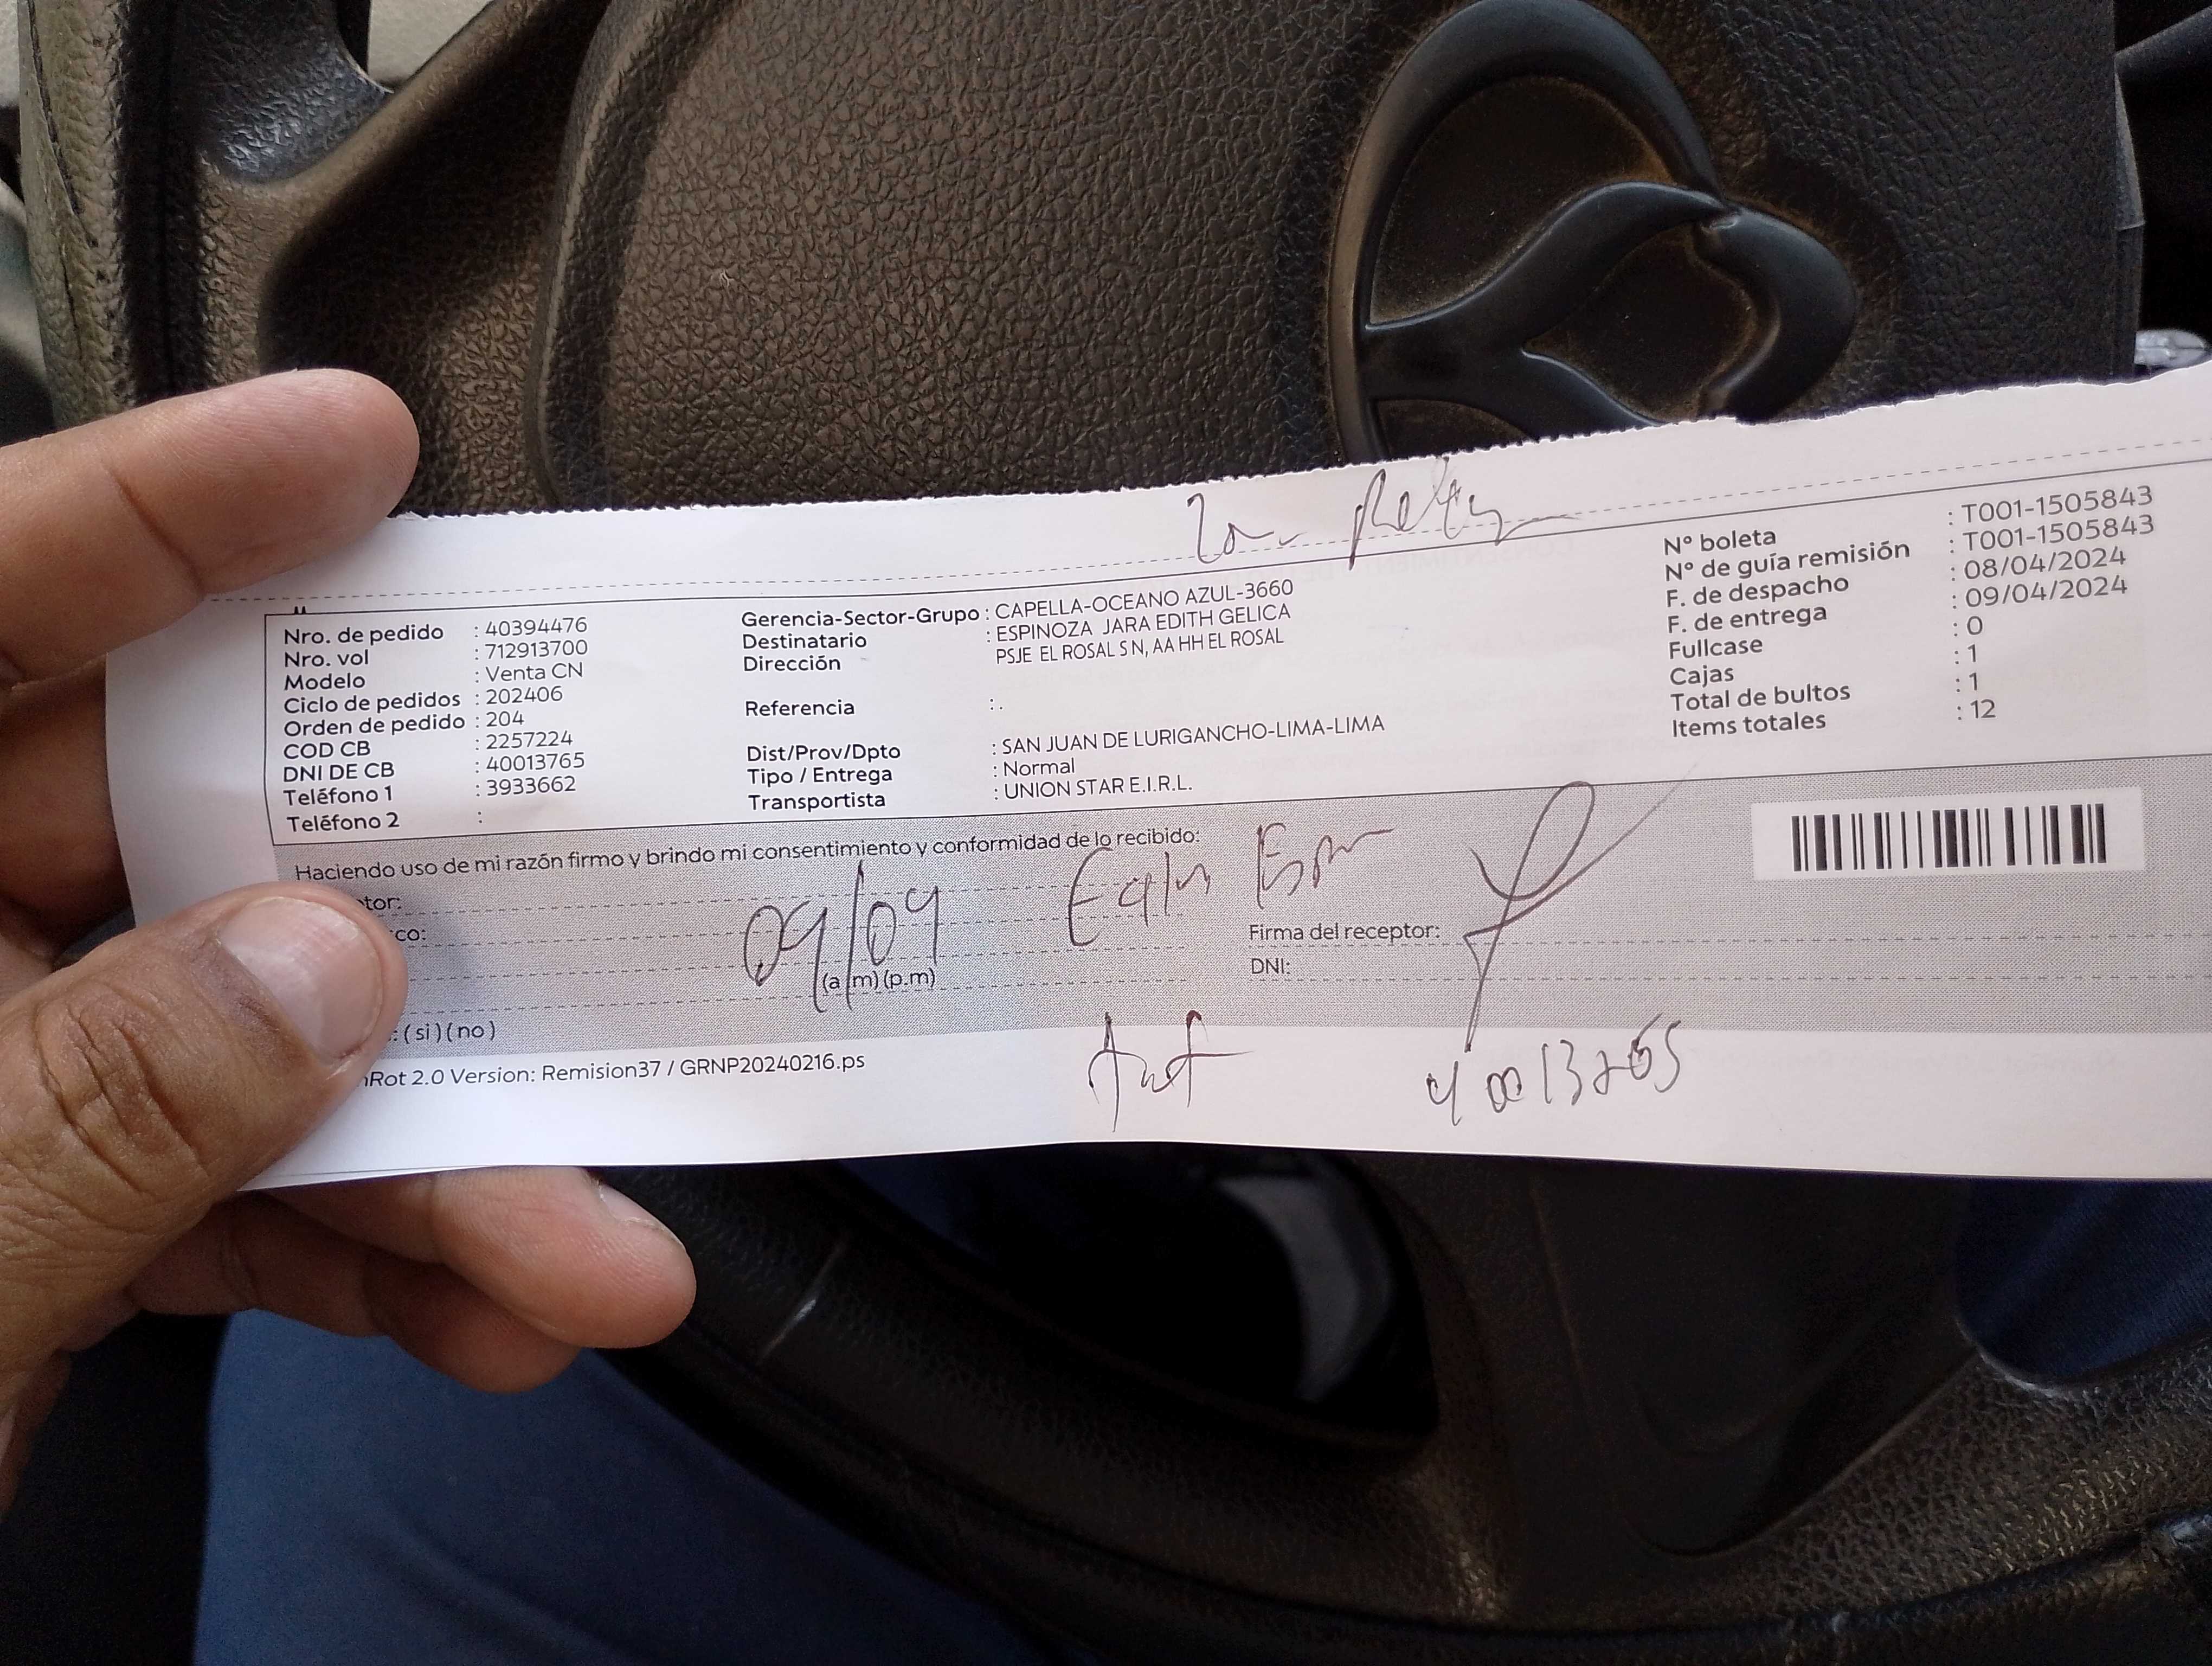 Nro. de pedido : 40394476
Nro. vol : 712913700
Modelo : Venta CN
Ciclo de pedidos : 202406
Orden de pedido : 204
COD CB : 2257224
DNI DE CB : 40013765
Teléfono 1 : 3933662
Teléfono 2 :
Gerencia-Sector-Grupo : CAPELLA-OCEANO AZUL-3660
Destinatario : ESPINOZA JARA EDITH GELICA
Dirección PSJE EL ROSAL S N, AA HH EL ROSAL
Referencia : .
Dist/Prov/Dpto : SAN JUAN DE LURIGANCHO-LIMA-LIMA
Tipo / Entrega : Normal
Transportista : UNION STAR E.I.R.L.
N° boleta : T001-1505843
N° de guía remisión : T001-1505843
F. de despacho : 08/04/2024
F. de entrega : 09/04/2024
Fullcase : 0
Cajas : 1
Total de bultos : 1
Items totales : 12
Haciendo uso de mi razón firmo y brindo mi consentimiento y conformidad de lo recibido:
tor:
co:
09/04
(a.m) (p.m)
Firma del receptor:
DNI:
40013765
: ( si ) ( no )
Rot 2.0 Version: Remision37 / GRNP20240216.ps